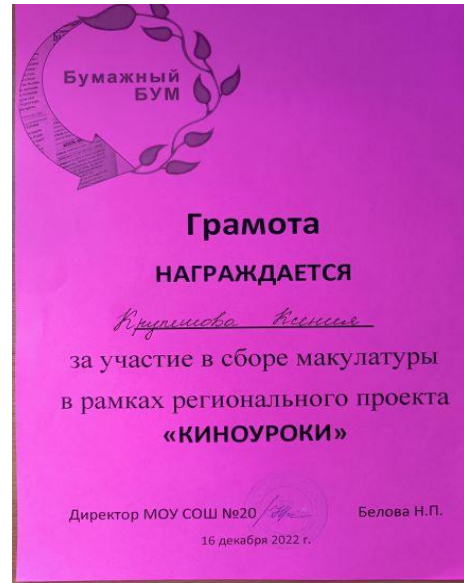 Бумажный
БУМ
Грамота
НАГРАЖДАЕТСЯ
Ксения
за участие в сборе макулатуры
в рамках регионального проекта
«КИНОУРОКИ»
Директор МОУ СОШ №20 Белова Н.П.
16 декабря 2022 г.